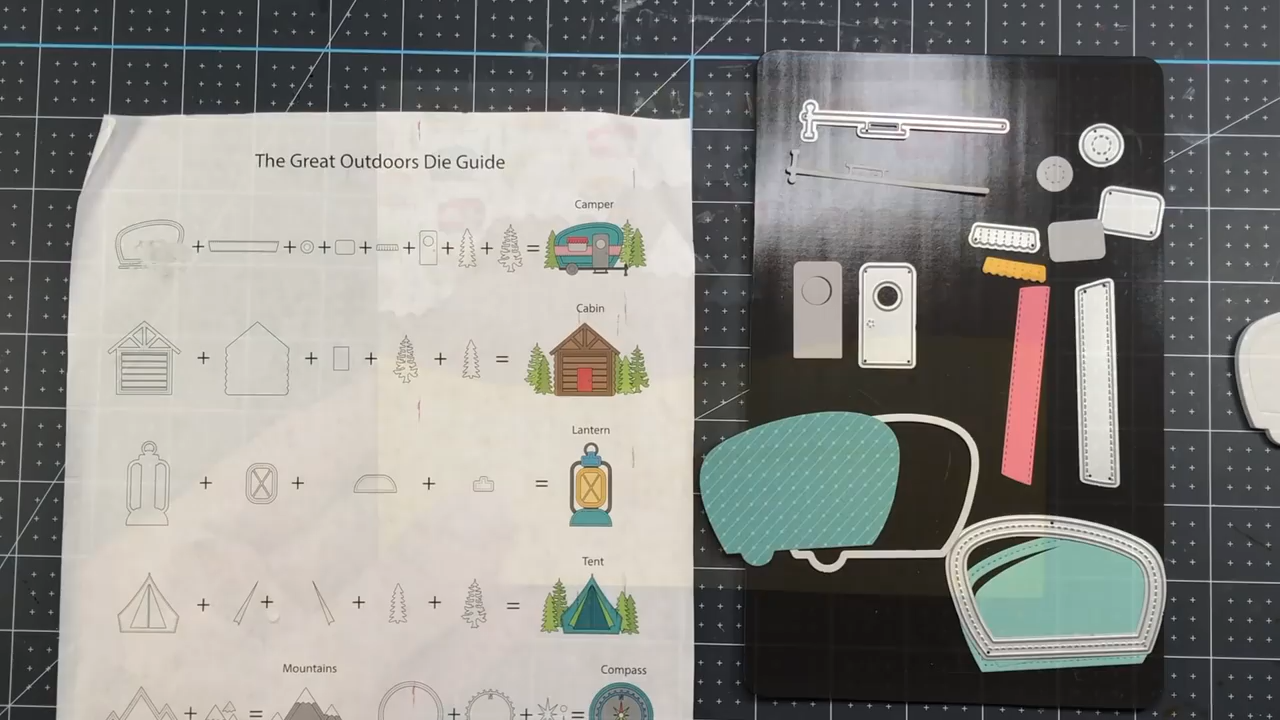 The Great Outdoors Die Guide
Camper
+ + + + + + + =
Cabin
+ + + + =
Lantern
+ + + =
Tent
+ + + + =
Mountains Compass
+ = + + =